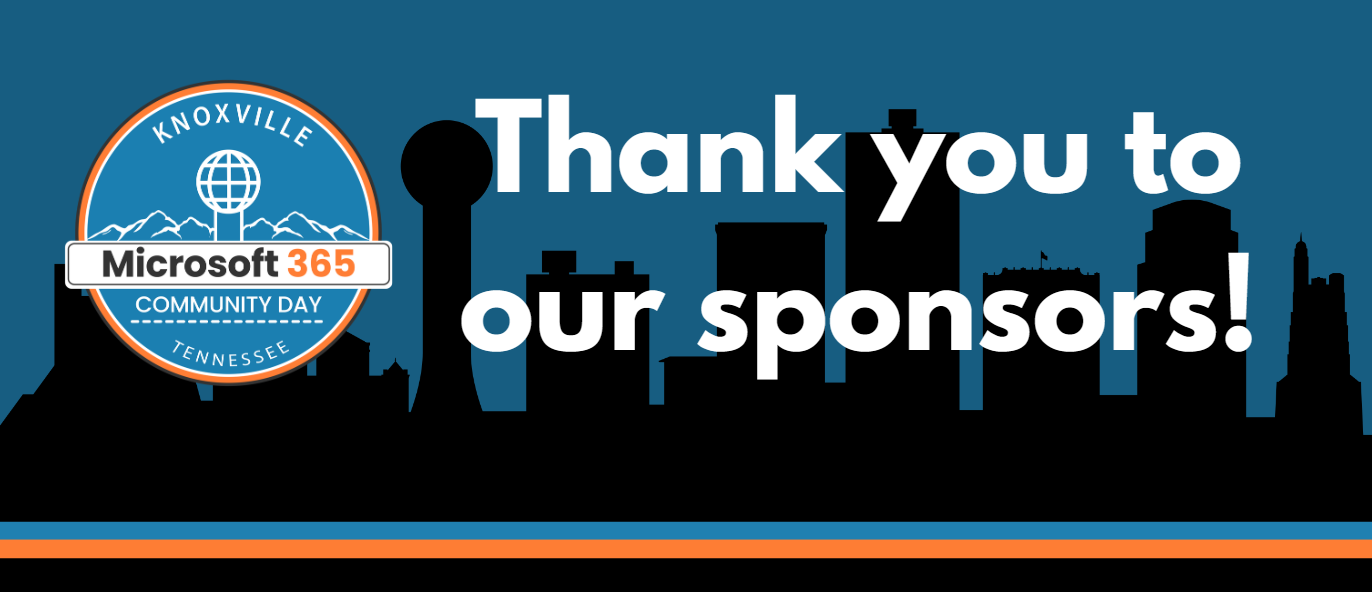 KNOXVILLE
Microsoft 365
COMMUNITY DAY
TENNESSEE
Thank you to
our sponsors!